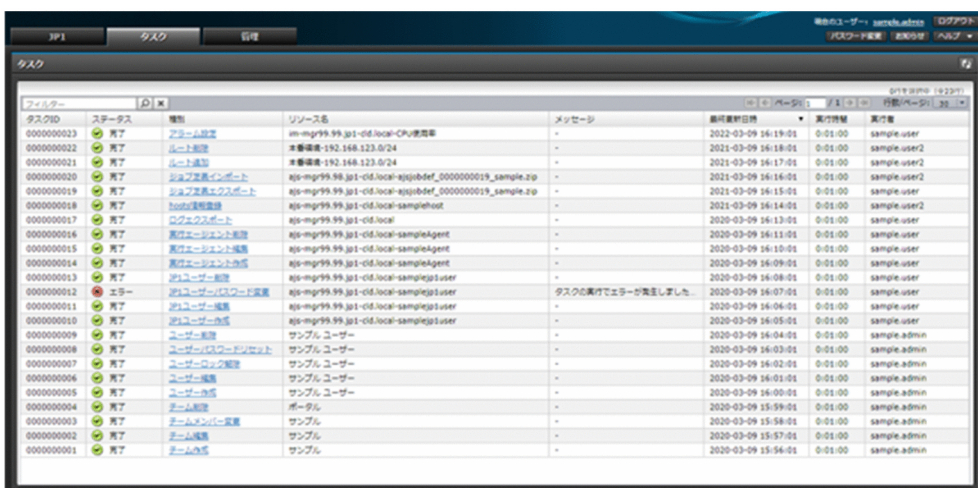 現在のユーザー: sample.admin ログアウト
JP1 タスク 管理 パスワード変更 お知らせ ヘルプ
タスク
0行を選択中 (全23行)
フィルター ページ: 1 / 1 行数/ページ: 30
タスクID ステータス 種別 リソース名 メッセージ 最終更新日時 実行時間 実行者
0000000023 完了 アラーム設定 im-mgr99.99.jp1-cld.local-CPU使用率 - 2022-03-09 16:19:01 0:01:00 sample.user
0000000022 完了 ルート削除 本番環境-192.168.123.0/24 - 2021-03-09 16:18:01 0:01:00 sample.user2
0000000021 完了 ルート追加 本番環境-192.168.123.0/24 - 2021-03-09 16:17:01 0:01:00 sample.user2
0000000020 完了 ジョブ定義インポート ajs-mgr99.98.jp1-cld.local-ajsjobdef_0000000019_sample.zip - 2021-03-09 16:16:01 0:01:00 sample.user2
0000000019 完了 ジョブ定義エクスポート ajs-mgr99.99.jp1-cld.local-ajsjobdef_0000000019_sample.zip - 2021-03-09 16:15:01 0:01:00 sample.user
0000000018 完了 hosts情報登録 ajs-mgr99.99.jp1-cld.local-samplehost - 2021-03-09 16:14:01 0:01:00 sample.user2
0000000017 完了 ログエクスポート ajs-mgr99.99.jp1-cld.local - 2020-03-09 16:13:01 0:01:00 sample.user
0000000016 完了 実行エージェント削除 ajs-mgr99.99.jp1-cld.local-sampleAgent - 2020-03-09 16:11:01 0:01:00 sample.user
0000000015 完了 実行エージェント編集 ajs-mgr99.99.jp1-cld.local-sampleAgent - 2020-03-09 16:10:01 0:01:00 sample.user
0000000014 完了 実行エージェント作成 ajs-mgr99.99.jp1-cld.local-sampleAgent - 2020-03-09 16:09:01 0:01:00 sample.user
0000000013 完了 JP1ユーザー削除 ajs-mgr99.99.jp1-cld.local-samplejp1user - 2020-03-09 16:08:01 0:01:00 sample.user
0000000012 エラー JP1ユーザーパスワード変更 ajs-mgr99.99.jp1-cld.local-samplejp1user タスクの実行でエラーが発生しました... 2020-03-09 16:07:01 0:01:00 sample.user
0000000011 完了 JP1ユーザー編集 ajs-mgr99.99.jp1-cld.local-samplejp1user - 2020-03-09 16:06:01 0:01:00 sample.user
0000000010 完了 JP1ユーザー作成 ajs-mgr99.99.jp1-cld.local-samplejp1user - 2020-03-09 16:05:01 0:01:00 sample.user
0000000009 完了 ユーザー削除 サンプル ユーザー - 2020-03-09 16:04:01 0:01:00 sample.admin
0000000008 完了 ユーザーパスワードリセット サンプル ユーザー - 2020-03-09 16:03:01 0:01:00 sample.admin
0000000007 完了 ユーザーロック解除 サンプル ユーザー - 2020-03-09 16:02:01 0:01:00 sample.admin
0000000006 完了 ユーザー編集 サンプル ユーザー - 2020-03-09 16:01:01 0:01:00 sample.admin
0000000005 完了 ユーザー作成 サンプル ユーザー - 2020-03-09 16:00:01 0:01:00 sample.admin
0000000004 完了 チーム削除 ポータル - 2020-03-09 15:59:01 0:01:00 sample.admin
0000000003 完了 チームメンバー変更 サンプル - 2020-03-09 15:58:01 0:01:00 sample.admin
0000000002 完了 チーム編集 サンプル - 2020-03-09 15:57:01 0:01:00 sample.admin
0000000001 完了 チーム作成 サンプル - 2020-03-09 15:56:01 0:01:00 sample.admin